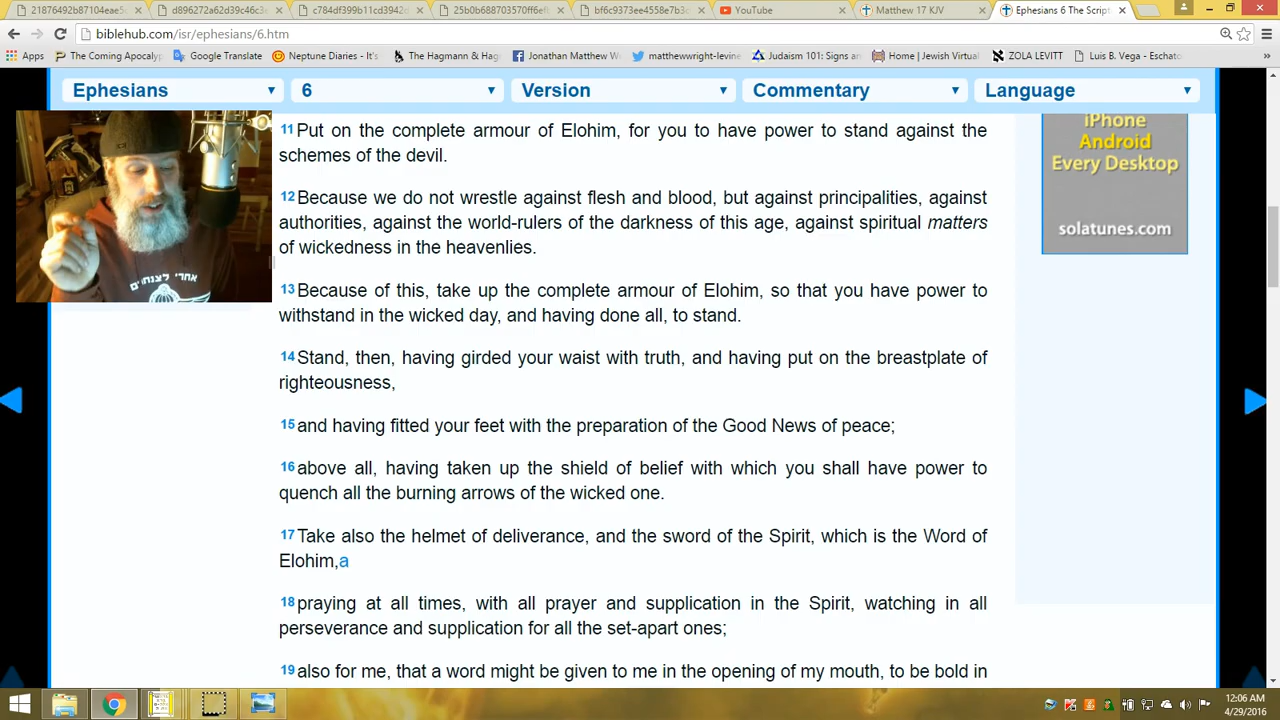 21876492b87104eae5
d896272a62d39c46c3
c784df399b11cd3942d
25b0b688703570ff6ef
bf6c9373ee4558e7b3
YouTube
Matthew 17 KJV
Ephesians 6 The Script
biblehub.com/isr/ephesians/6.htm
Apps
The Coming Apocalyp
Google Translate
Neptune Diaries - It's
The Hagmann & Hag
Jonathan Matthew W
matthewwright-levine
Judaism 101: Signs an
Home | Jewish Virtual
ZOLA LEVITT
Luis B. Vega - Eschato
Ephesians
6
Version
Commentary
Language
11 Put on the complete armour of Elohim, for you to have power to stand against the
schemes of the devil.
12 Because we do not wrestle against flesh and blood, but against principalities, against
authorities, against the world-rulers of the darkness of this age, against spiritual matters
of wickedness in the heavenlies.
13 Because of this, take up the complete armour of Elohim, so that you have power to
withstand in the wicked day, and having done all, to stand.
14 Stand, then, having girded your waist with truth, and having put on the breastplate of
righteousness,
15 and having fitted your feet with the preparation of the Good News of peace;
16 above all, having taken up the shield of belief with which you shall have power to
quench all the burning arrows of the wicked one.
17 Take also the helmet of deliverance, and the sword of the Spirit, which is the Word of
Elohim,a
18 praying at all times, with all prayer and supplication in the Spirit, watching in all
perseverance and supplication for all the set-apart ones;
19 also for me, that a word might be given to me in the opening of my mouth, to be bold in
iPhone
Android
Every Desktop
solatunes.com
אחרי לצנחנים
12:06 AM
4/29/2016